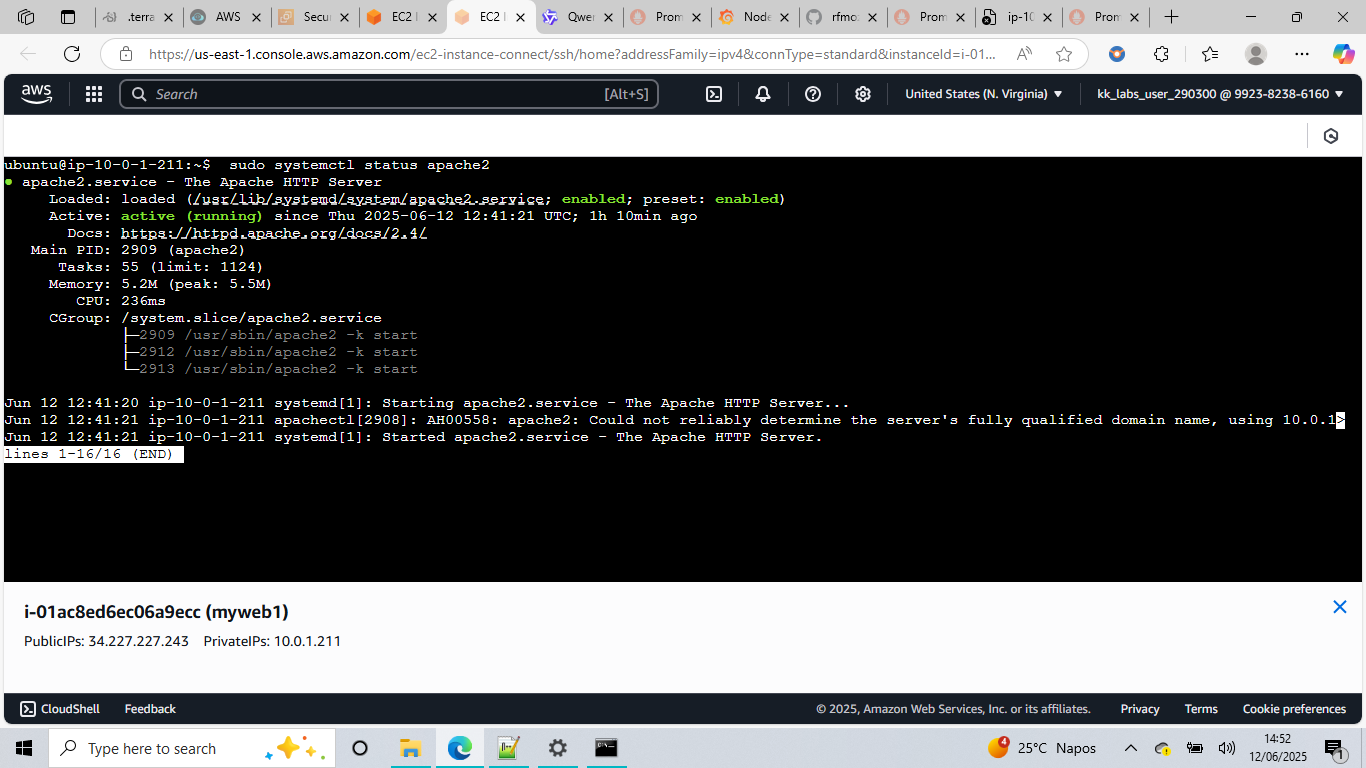 .terra
AWS
Secu
EC2 I
EC2 I
Qwer
Prom
Node
rfmo
Prom
ip-10
Prom
https://us-east-1.console.aws.amazon.com/ec2-instance-connect/ssh/home?addressFamily=ipv4&connType=standard&instanceId=i-01...
aws
Search
[Alt+S]
United States (N. Virginia)
kk_labs_user_290300 @ 9923-8238-6160
ubuntu@ip-10-0-1-211:~$  sudo systemctl status apache2
● apache2.service - The Apache HTTP Server
Loaded: loaded (/usr/lib/systemd/system/apache2.service; enabled; preset: enabled)
Active: active (running) since Thu 2025-06-12 12:41:21 UTC; 1h 10min ago
Docs: https://httpd.apache.org/docs/2.4/
Main PID: 2909 (apache2)
Tasks: 55 (limit: 1124)
Memory: 5.2M (peak: 5.5M)
CPU: 236ms
CGroup: /system.slice/apache2.service
├─2909 /usr/sbin/apache2 -k start
├─2912 /usr/sbin/apache2 -k start
└─2913 /usr/sbin/apache2 -k start
Jun 12 12:41:20 ip-10-0-1-211 systemd[1]: Starting apache2.service - The Apache HTTP Server...
Jun 12 12:41:21 ip-10-0-1-211 apachectl[2908]: AH00558: apache2: Could not reliably determine the server's fully qualified domain name, using 10.0.1>
Jun 12 12:41:21 ip-10-0-1-211 systemd[1]: Started apache2.service - The Apache HTTP Server.
lines 1-16/16 (END)
i-01ac8ed6ec06a9ecc (myweb1)
PublicIPs: 34.227.227.243 PrivateIPs: 10.0.1.211
CloudShell
Feedback
© 2025, Amazon Web Services, Inc. or its affiliates.
Privacy
Terms
Cookie preferences
Type here to search
4
25°C Napos
14:52
12/06/2025
1